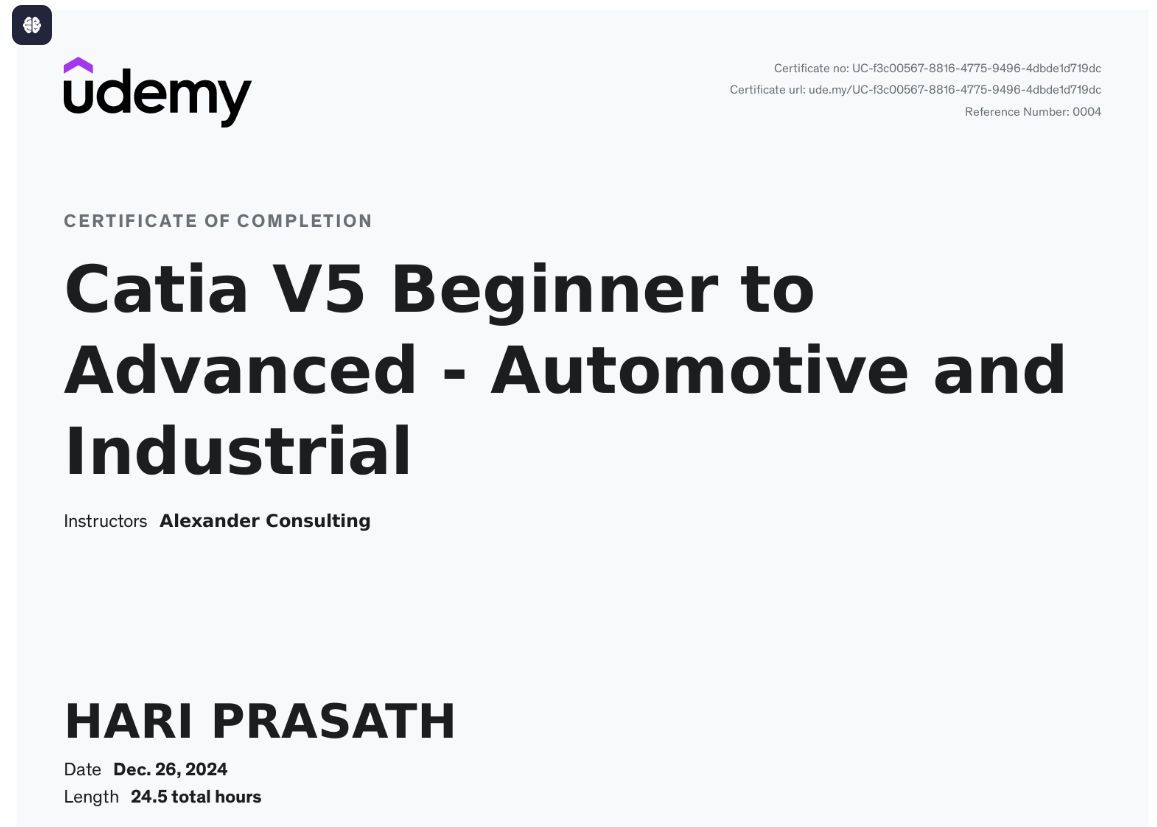 udemy
Certificate no: UC-f3c00567-8816-4775-9496-4dbde1d719dc
Certificate url: ude.my/UC-f3c00567-8816-4775-9496-4dbde1d719dc
Reference Number: 0004
CERTIFICATE OF COMPLETION
Catia V5 Beginner to
Advanced - Automotive and
Industrial
Instructors Alexander Consulting
HARI PRASATH
Date Dec. 26, 2024
Length 24.5 total hours